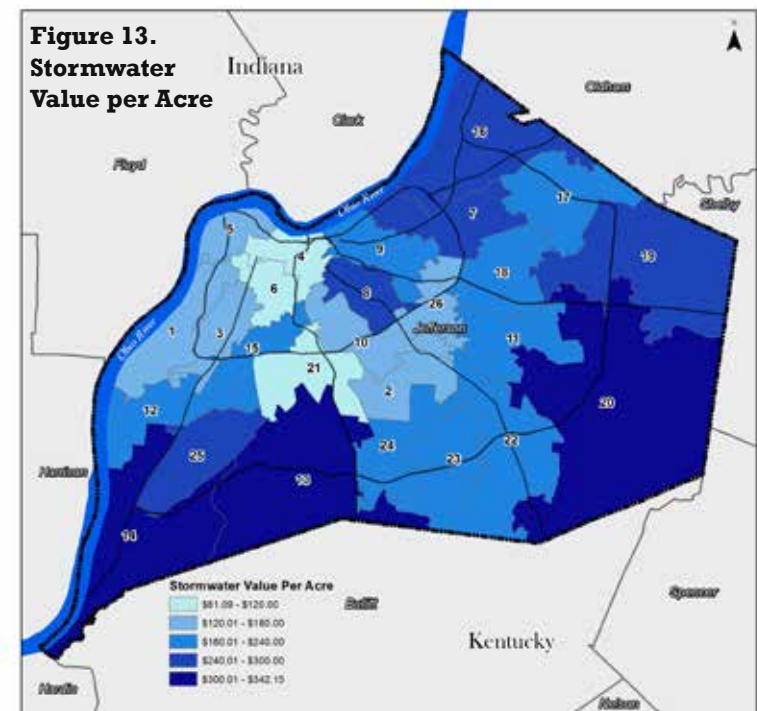 Figure 13.
Stormwater
Value per Acre
Indiana
Oldham
Clark
Floyd
Shelby
Ohio River
16
17
7
5
4
9
19
18
6
8
26
Jefferson
1
3
15
10
11
21
2
20
12
25
24
23
22
13
14
Ohio River
Harrison
Stormwater Value Per Acre
$61.09 - $120.00
$120.01 - $180.00
$180.01 - $240.00
$240.01 - $300.00
$300.01 - $342.15
Bullitt
Spencer
Kentucky
Hardin
Nelson